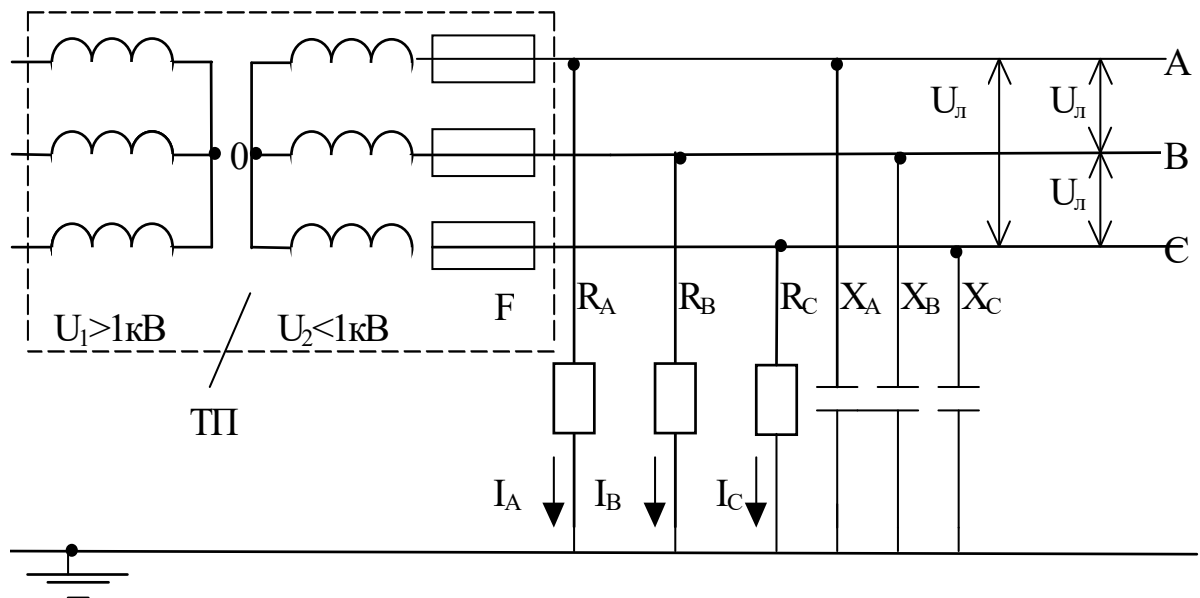 A
Uл Uл
0 B
Uл
C
RA RB RC XA XB XC
F
U1>1кВ U2<1кВ
ТП
IA IB IC